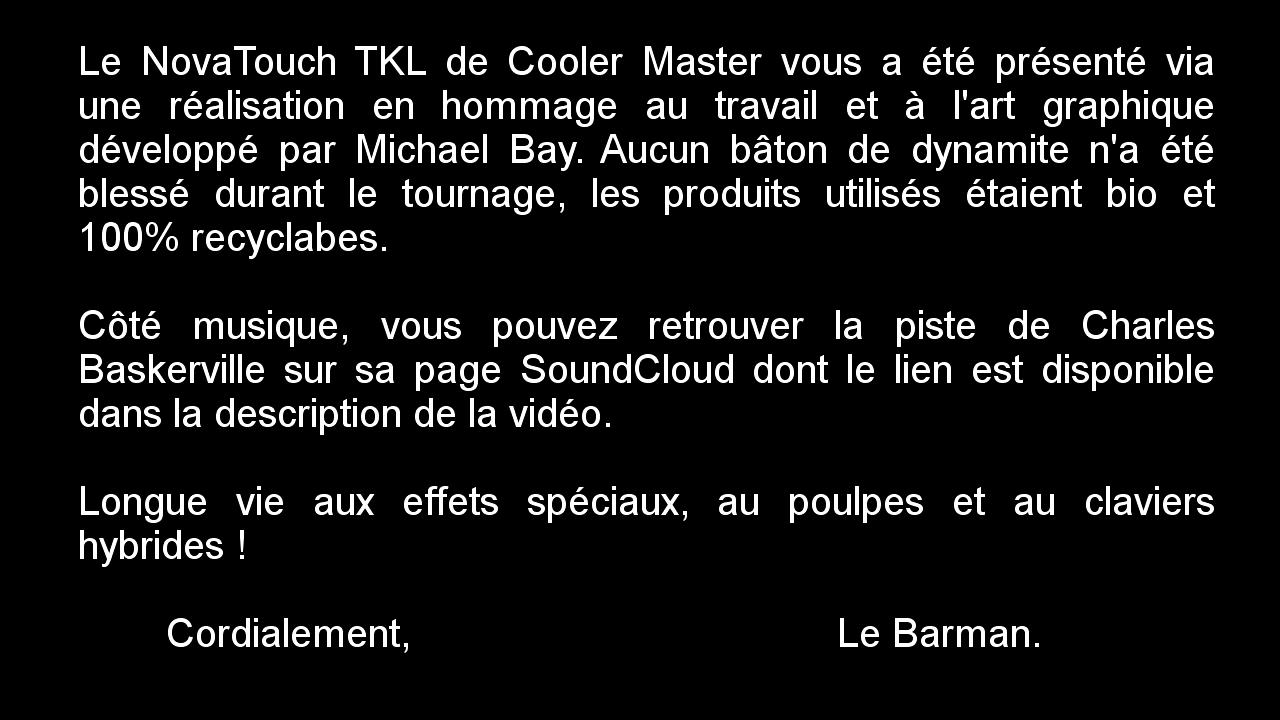 Le NovaTouch TKL de Cooler Master vous a été présenté via
une réalisation en hommage au travail et à l'art graphique
développé par Michael Bay. Aucun bâton de dynamite n'a été
blessé durant le tournage, les produits utilisés étaient bio et
100% recyclabes.
Côté musique, vous pouvez retrouver la piste de Charles
Baskerville sur sa page SoundCloud dont le lien est disponible
dans la description de la vidéo.
Longue vie aux effets spéciaux, au poulpes et au claviers
hybrides !
Cordialement, Le Barman.